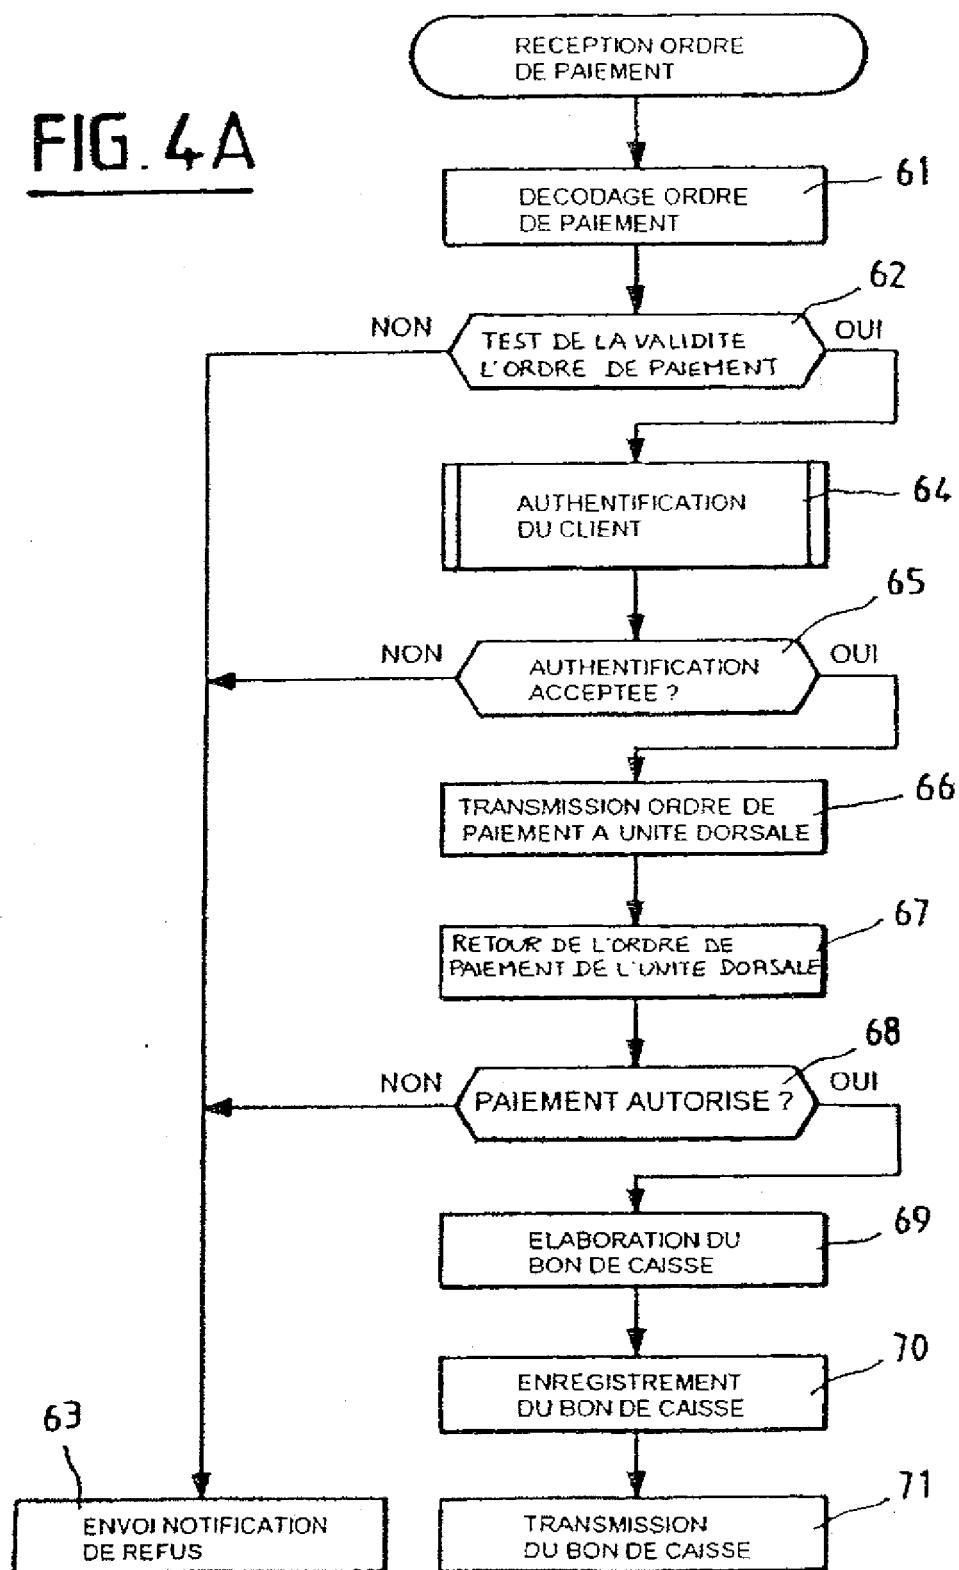 RECEPTION ORDRE
DE PAIEMENT
FIG. 4A
61
DECODAGE ORDRE
DE PAIEMENT
62
NON
OUI
TEST DE LA VALIDITE
L'ORDRE DE PAIEMENT
64
AUTHENTIFICATION
DU CLIENT
65
NON
OUI
AUTHENTIFICATION
ACCEPTEE ?
66
TRANSMISSION ORDRE DE
PAIEMENT A UNITE DORSALE
67
RETOUR DE L'ORDRE DE
PAIEMENT DE L'UNITE DORSALE
68
NON
OUI
PAIEMENT AUTORISE ?
69
ELABORATION DU
BON DE CAISSE
70
ENREGISTREMENT
DU BON DE CAISSE
63
71
ENVOI NOTIFICATION
DE REFUS
TRANSMISSION
DU BON DE CAISSE